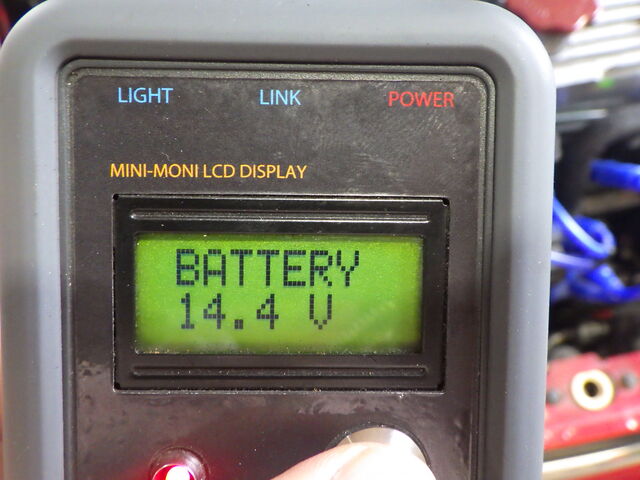 LIGHT LINK POWER
MINI-MONI LCD DISPLAY
BATTERY
14.4 V